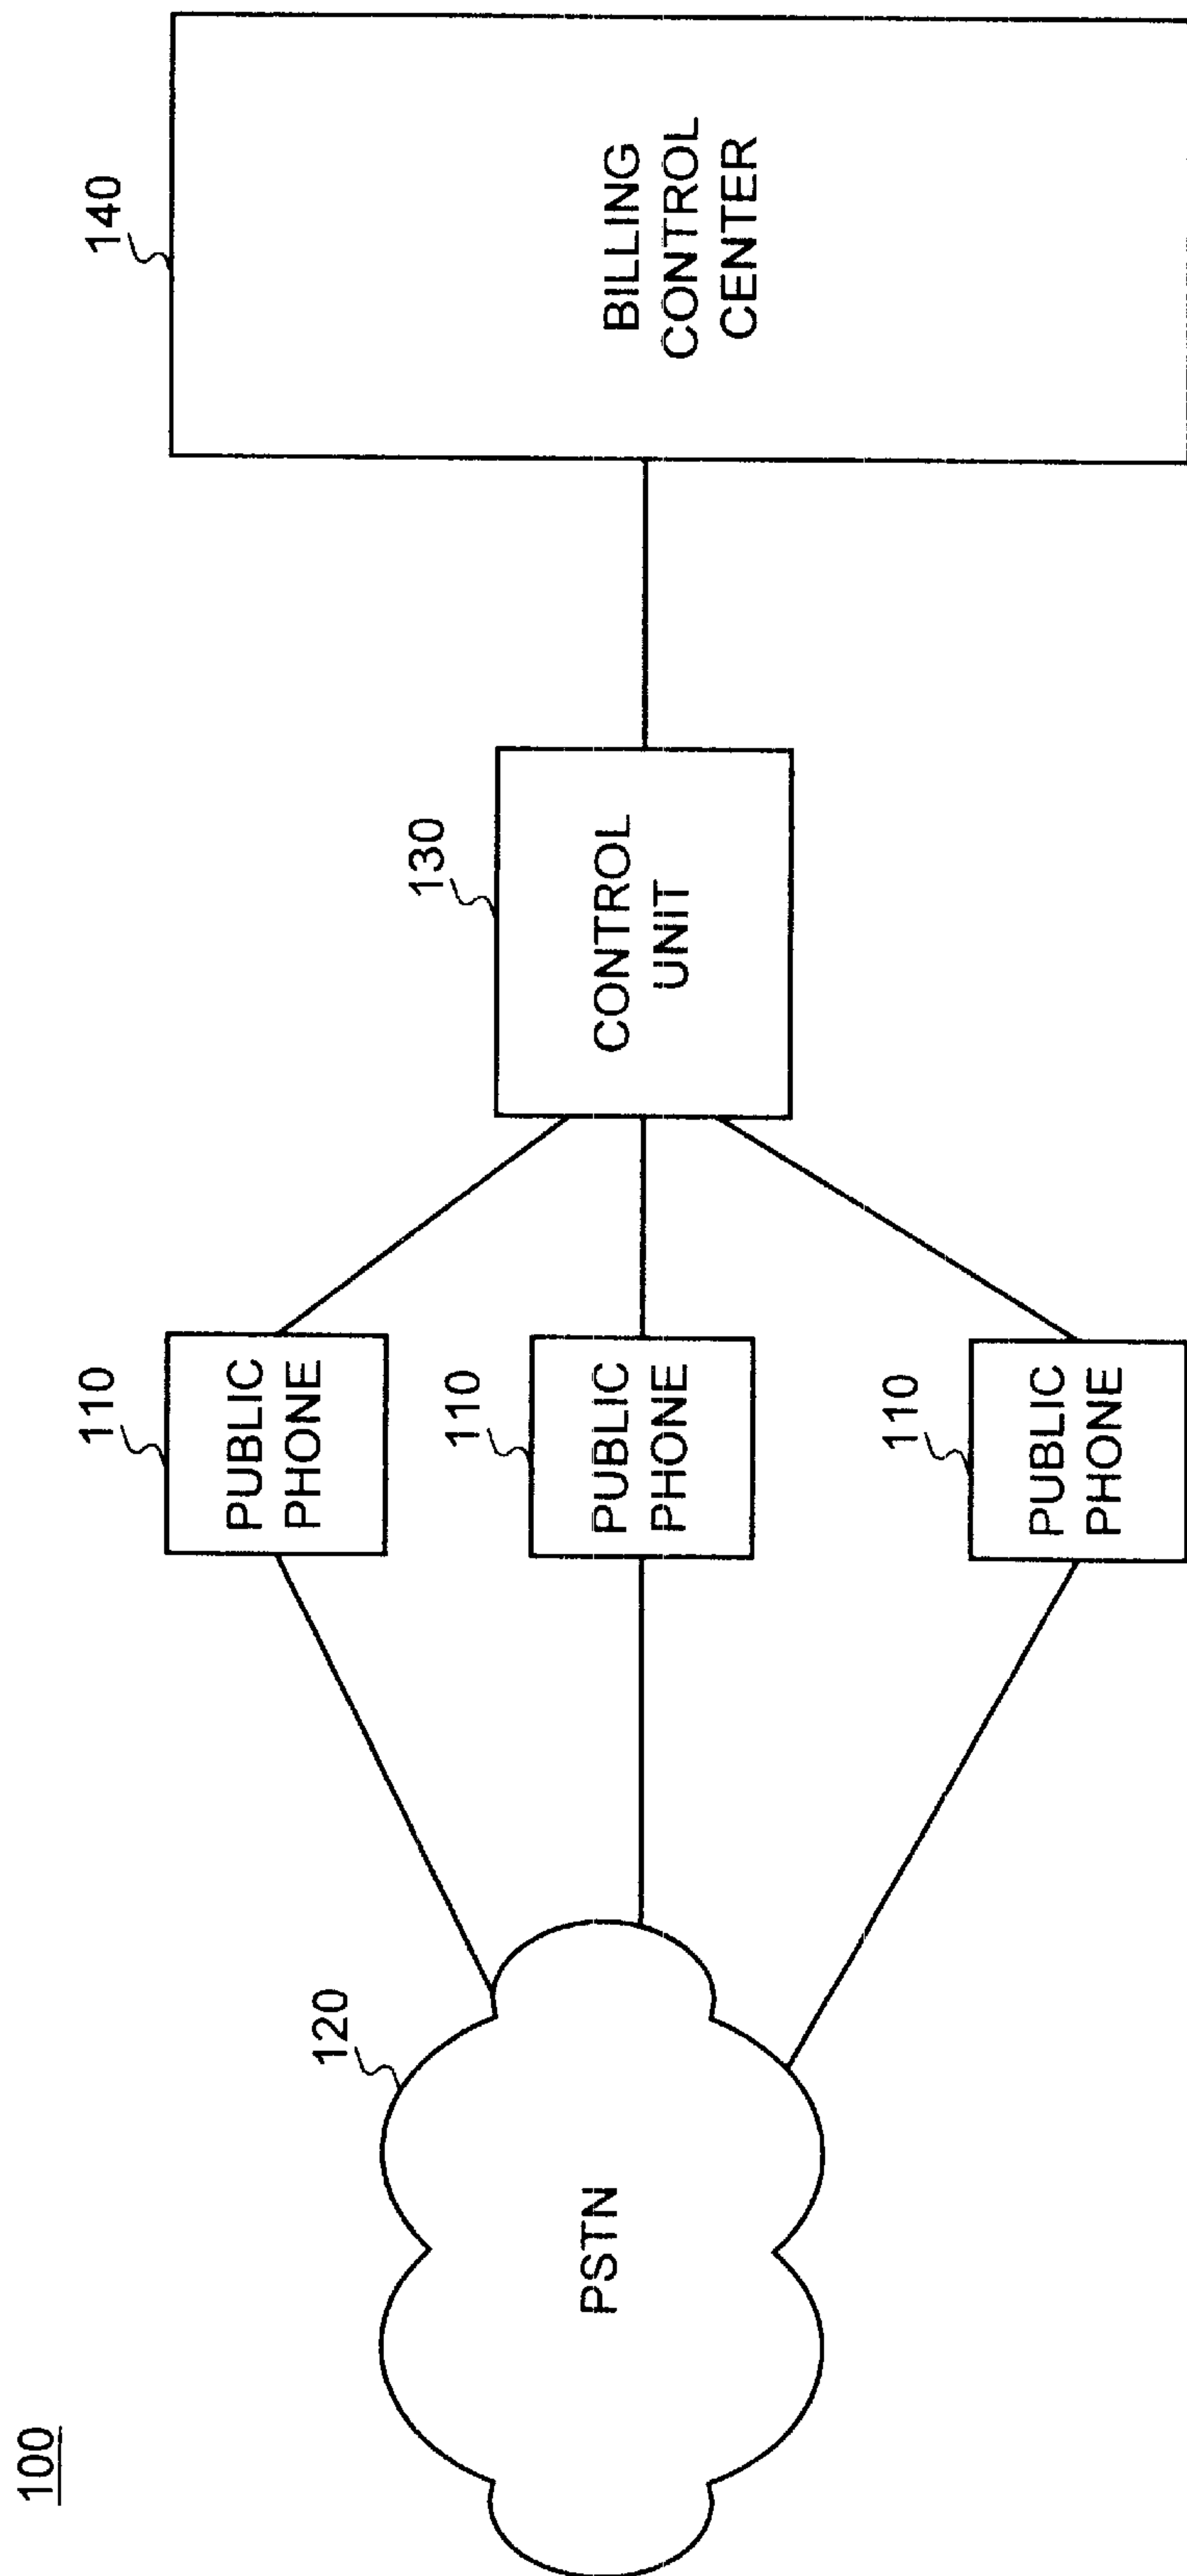 100
120
PSTN
110
PUBLIC
PHONE
110
PUBLIC
PHONE
110
PUBLIC
PHONE
130
CONTROL
UNIT
140
BILLING
CONTROL
CENTER